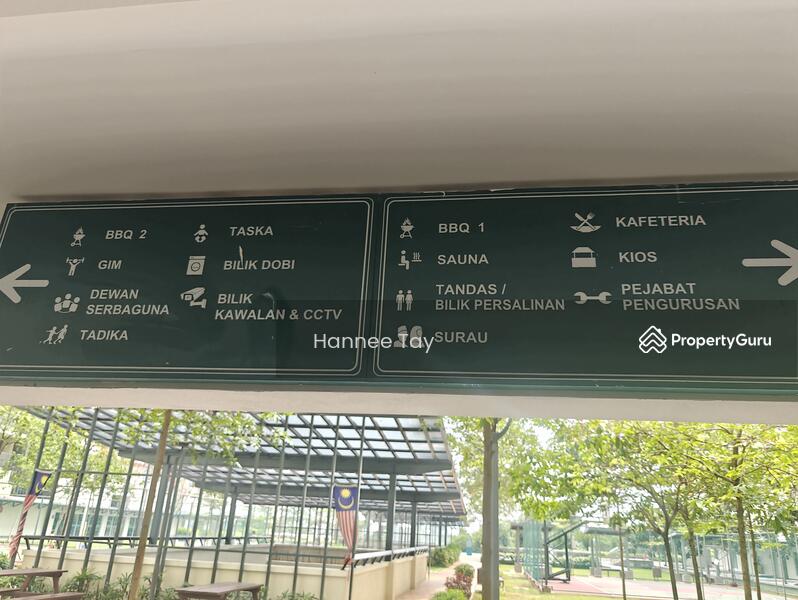 BBQ 2
GIM
DEWAN
SERBAGUNA
TADIKA
TASKA
BILIK DOBI
BILIK
KAWALAN & CCTV
BBQ 1
SAUNA
TANDAS /
BILIK PERSALINAN
SURAU
KAFETERIA
KIOS
PEJABAT
PENGURUSAN
Hannee Tay
PropertyGuru